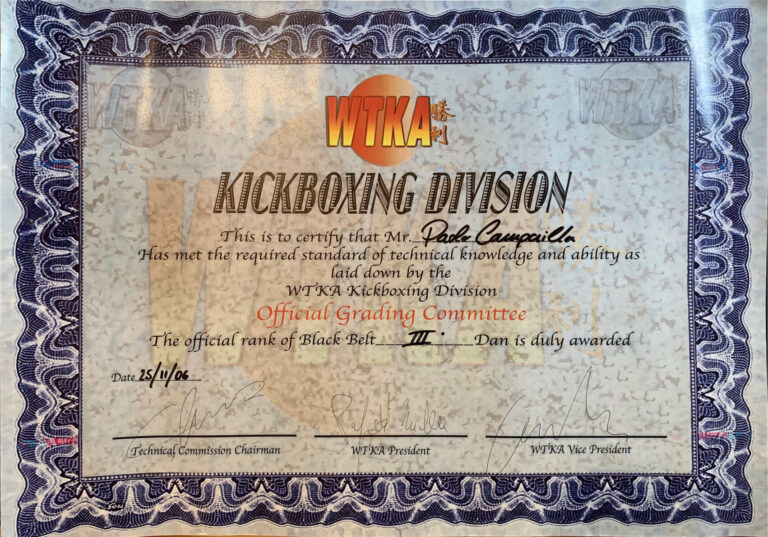 WTKA 勝利
KICKBOXING DIVISION
This is to certify that Mr. Paolo Campailla
Has met the required standard of technical knowledge and ability as
laid down by the
WTKA Kickboxing Division
Official Grading Committee
The official rank of Black Belt III. Dan is duly awarded
Date 25/11/06
Technical Commission Chairman
WTKA President
WTKA Vice President